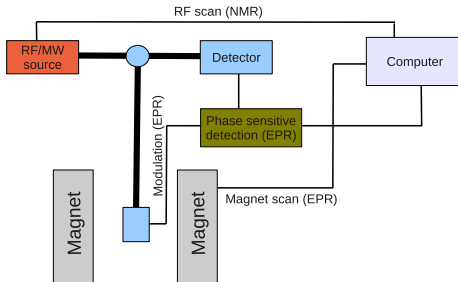 RF scan (NMR)
RF/MW
source
Detector
Computer
Phase sensitive
detection (EPR)
Modulation (EPR)
Magnet
Magnet
Magnet scan (EPR)